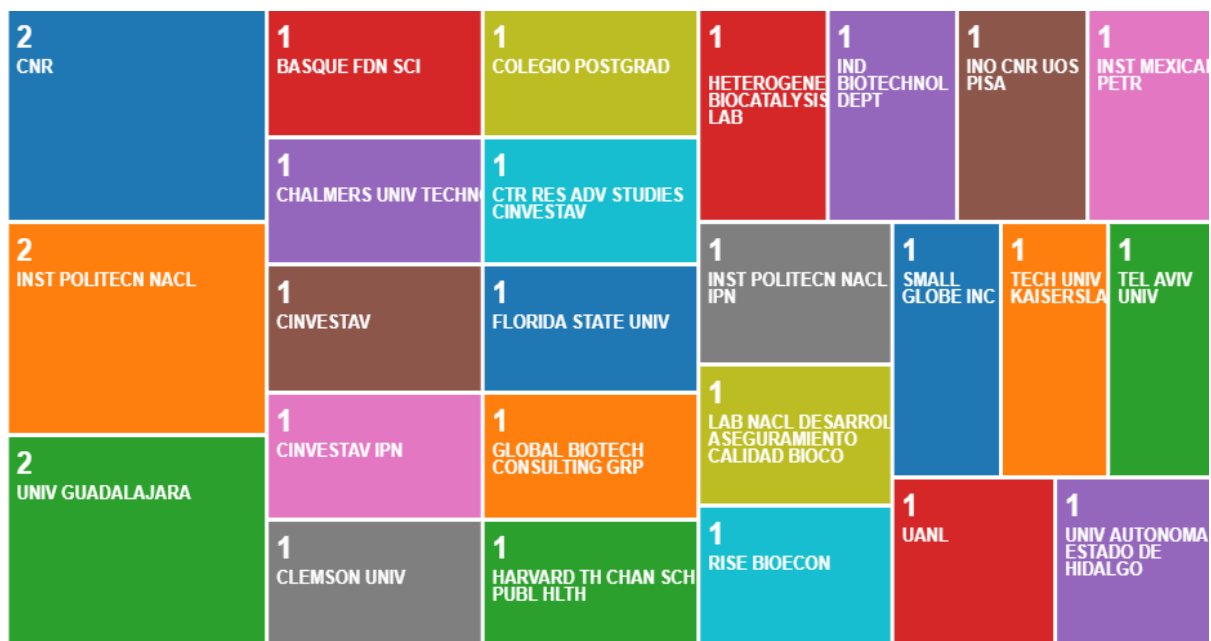 2
CNR
2
INST POLITECN NACL
2
UNIV GUADALAJARA
1
BASQUE FDN SCI
1
CHALMERS UNIV TECHN
1
CINVESTAV
1
CINVESTAV IPN
1
CLEMSON UNIV
1
COLEGIO POSTGRAD
1
CTR RES ADV STUDIES
CINVESTAV
1
FLORIDA STATE UNIV
1
GLOBAL BIOTECH
CONSULTING GRP
1
HARVARD TH CHAN SCH
PUBL HLTH
1
HETEROGENE
BIOCATALYSIS
LAB
1
IND
BIOTECHNOL
DEPT
1
INO CNR UOS
PISA
1
INST MEXICA
PETR
1
INST POLITECN NACL
IPN
1
LAB NACL DESARROL
ASEGURAMIENTO
CALIDAD BIOCO
1
RISE BIOECON
1
SMALL
GLOBE INC
1
TECH UNIV
KAISERSLA
1
TEL AVIV
UNIV
1
UANL
1
UNIV AUTONOMA
ESTADO DE
HIDALGO